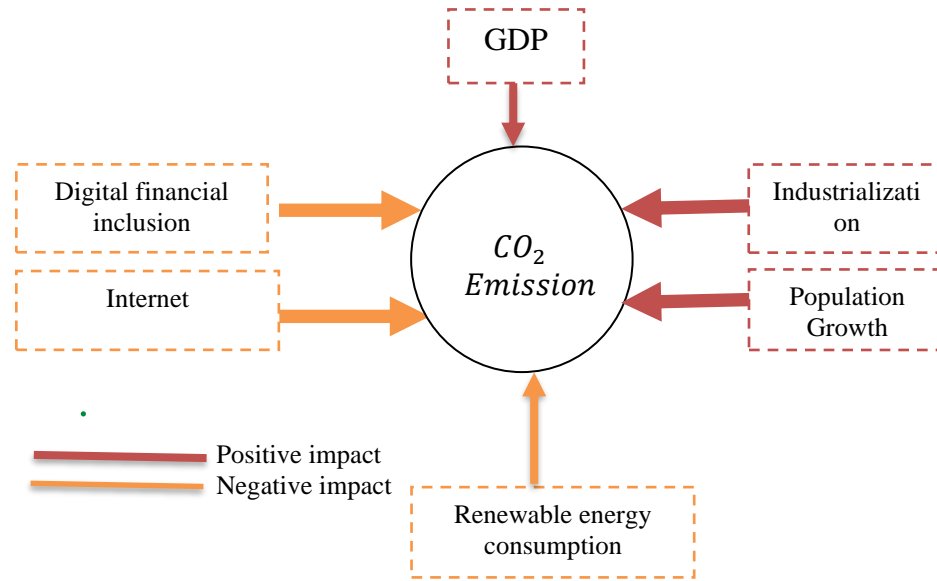 GDP
Digital financial
inclusion
Industrializati
on
CO₂
Emission
Internet
Population
Growth
Positive impact
Negative impact
Renewable energy
consumption